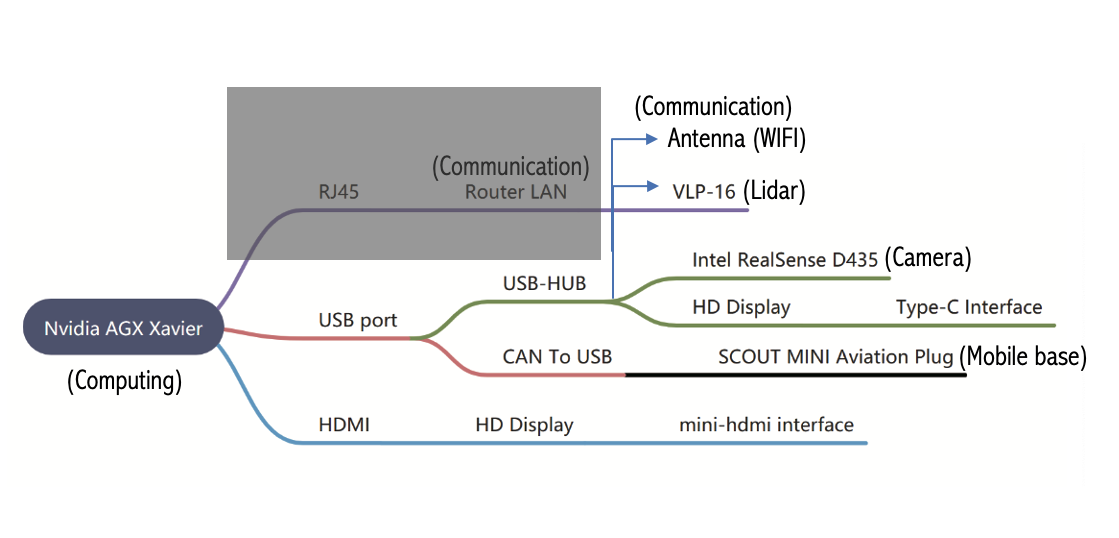 (Communication)
Antenna (WIFI)
(Communication)
RJ45 Router LAN VLP-16 (Lidar)
Intel RealSense D435 (Camera)
USB-HUB
HD Display Type-C Interface
Nvidia AGX Xavier USB port
CAN To USB SCOUT MINI Aviation Plug (Mobile base)
(Computing)
HDMI HD Display mini-hdmi interface